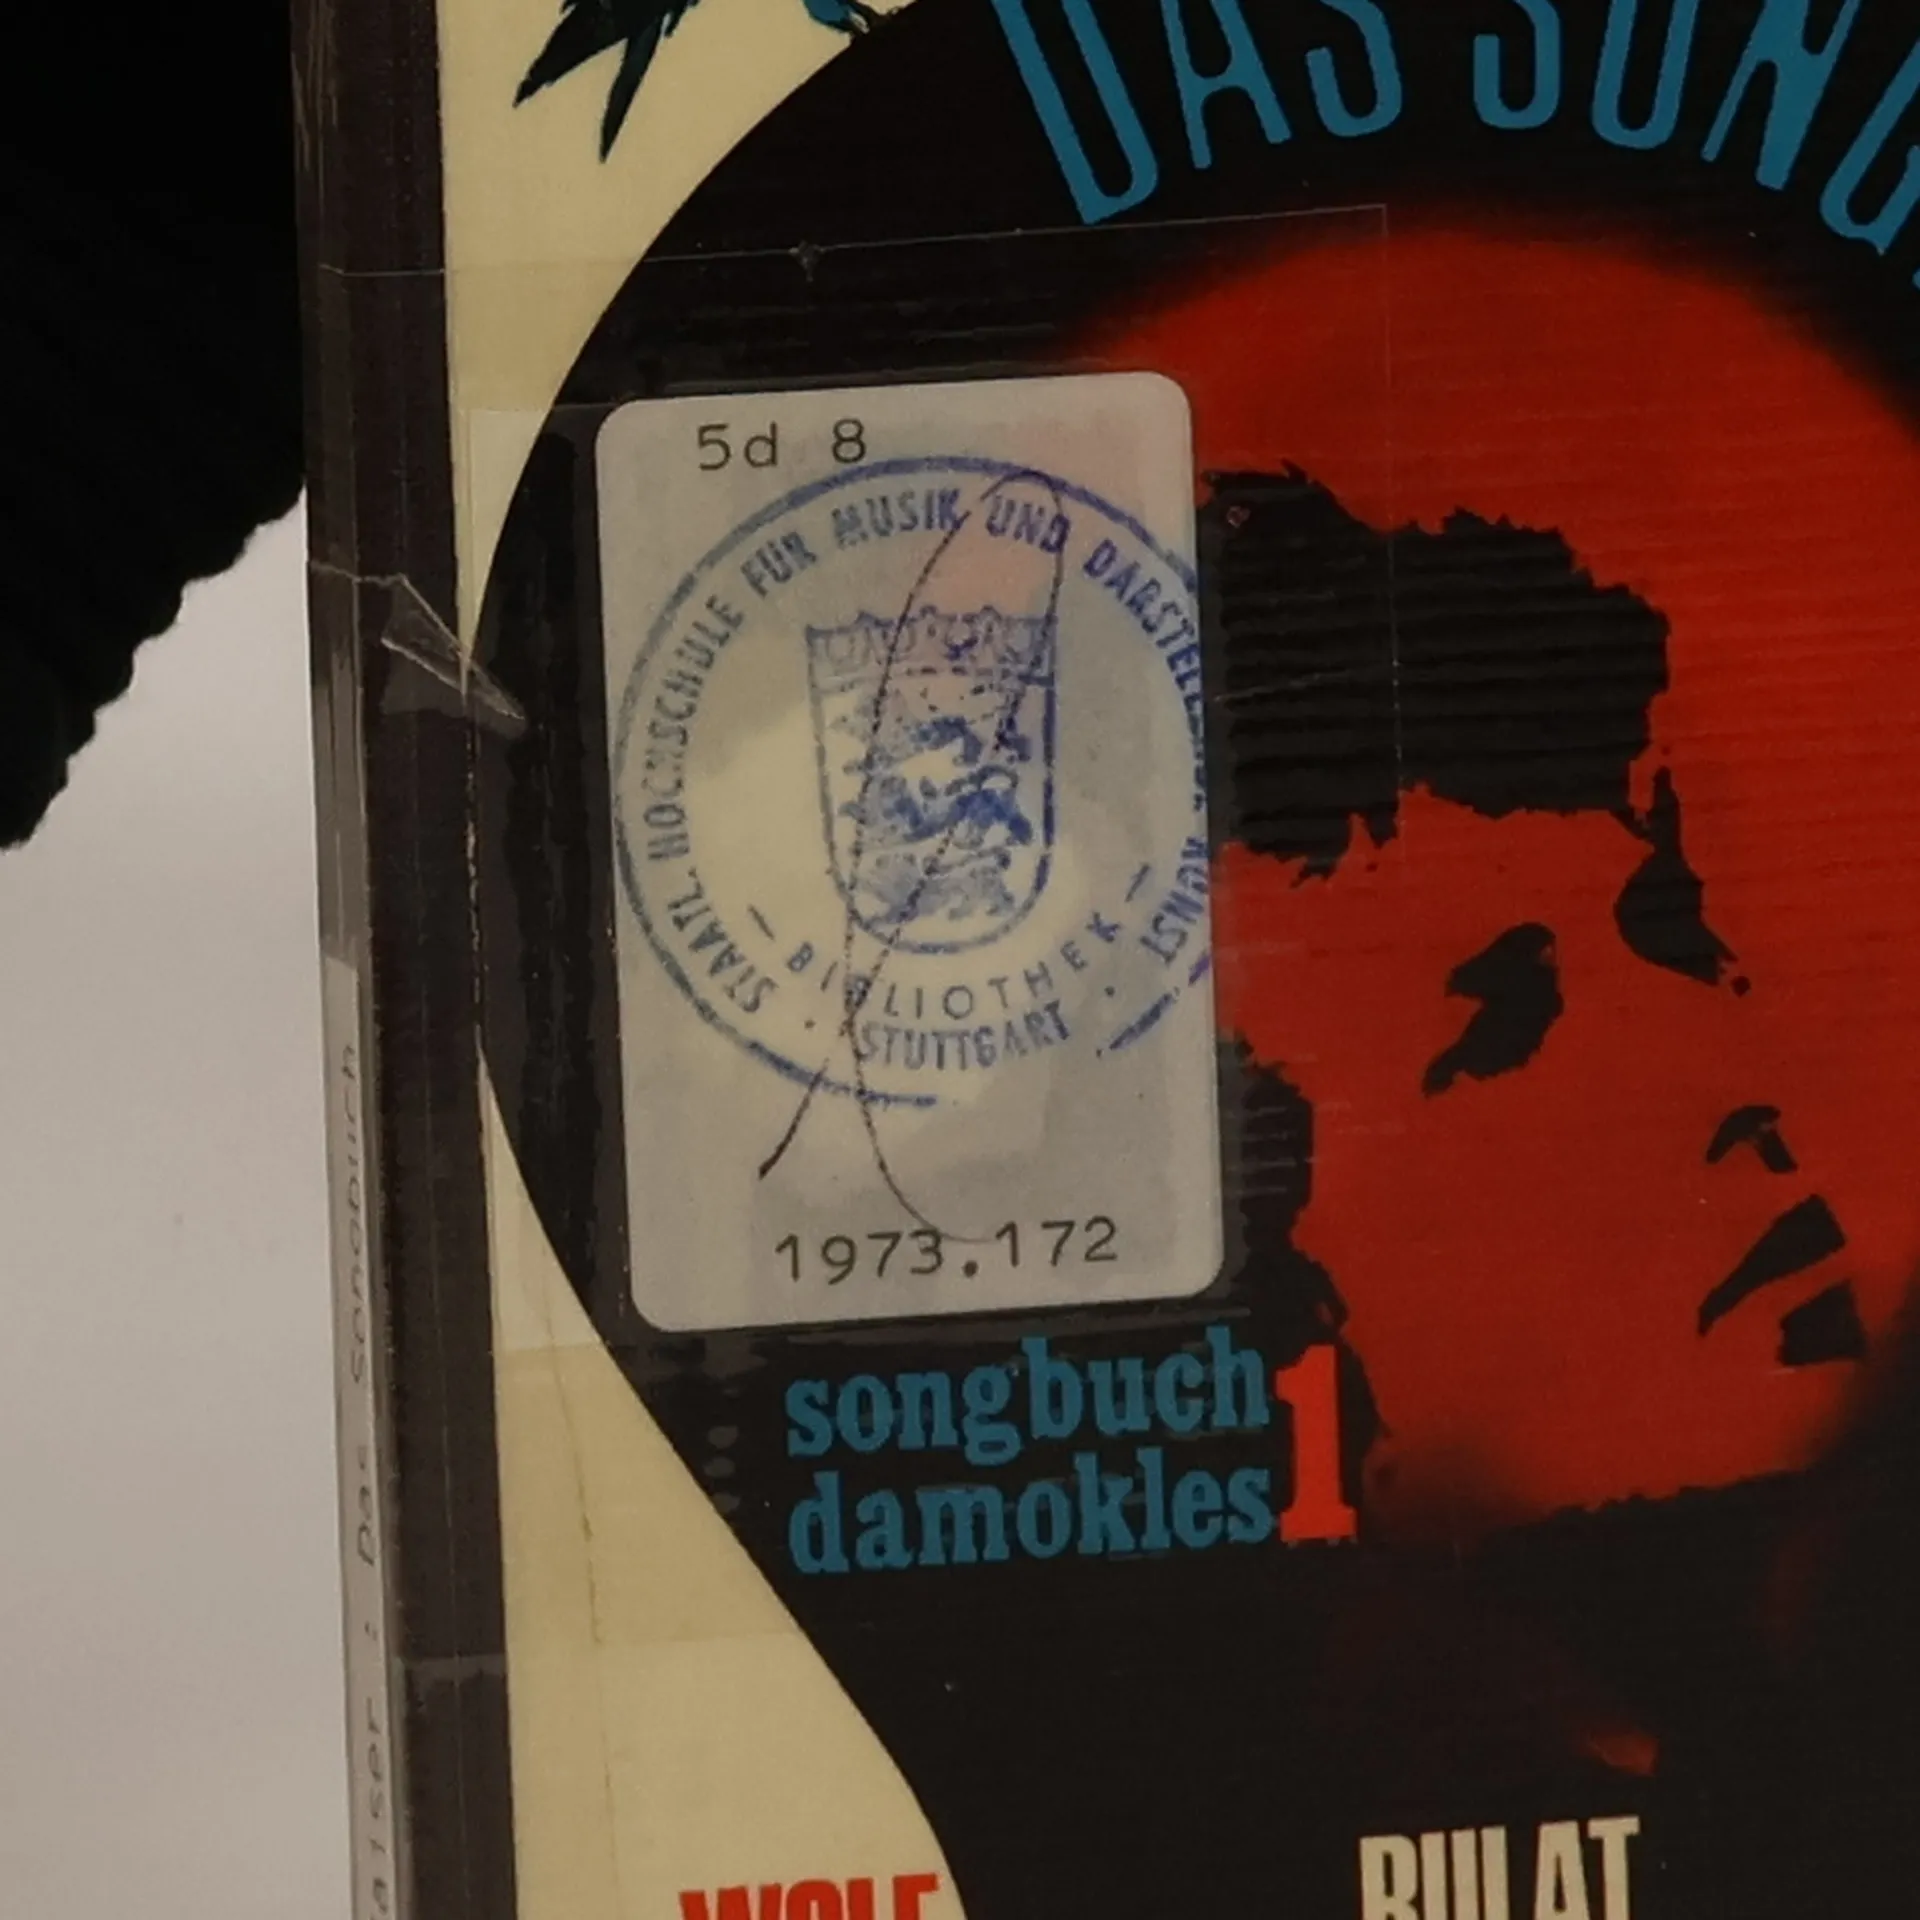 DAS SONG
5d 8
STAATL. HOCHSCHULE FÜR MUSIK UND DARSTELLENDE KUNST
– BIBLIOTHEK –
· STUTTGART ·
1973.172
songbuch
damokles 1
WOLF
BULAT
: Das Songbuch